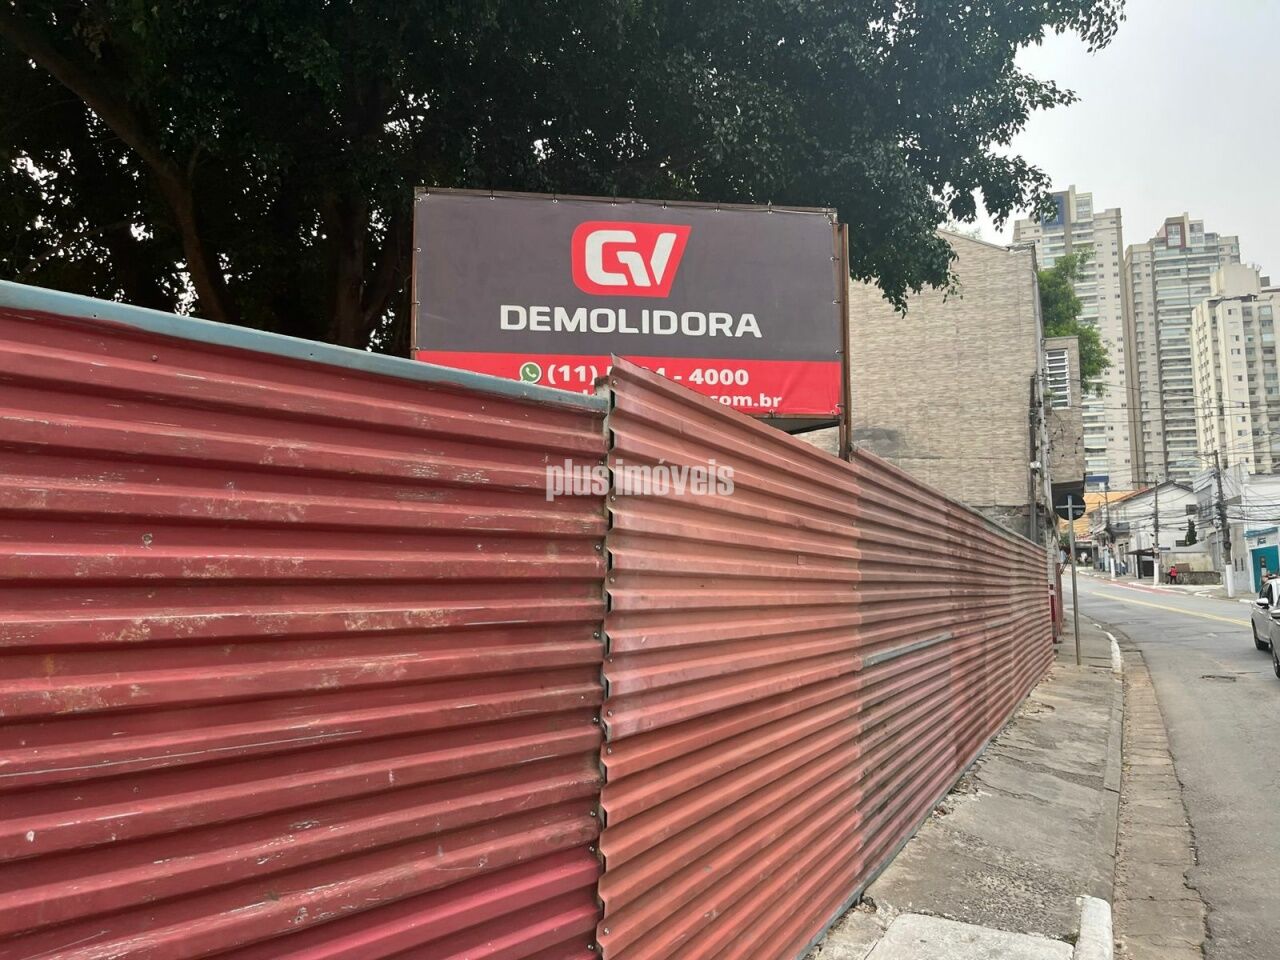 GV
DEMOLIDORA
(11) - 4000
.com.br
plus imóveis